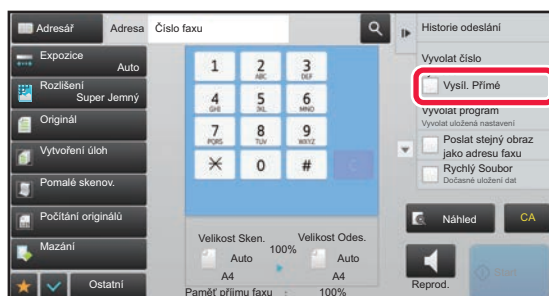 Adresář
Adresa
Číslo faxu
Expozice
Auto
Rozlišení
Super Jemný
Originál
Vytvoření úloh
Pomalé skenov.
Počítání originálů
Mazání
Ostatní
1
2
ABC
3
DEF
4
GHI
5
JKL
6
MNO
7
PQRS
8
TUV
9
WXYZ
0
#
C
Velikost Sken.
100%
Velikost Odes.
Auto
A4
Auto
A4
Paměť příjmu faxu : 100%
Historie odeslání
Vyvolat číslo
Vysíl. Přímé
Vyvolat program
Vyvolat uložená nastavení
Poslat stejný obraz
jako adresu faxu
Rychlý Soubor
Dočasné uložení dat
Náhled
CA
Reprod.
Start